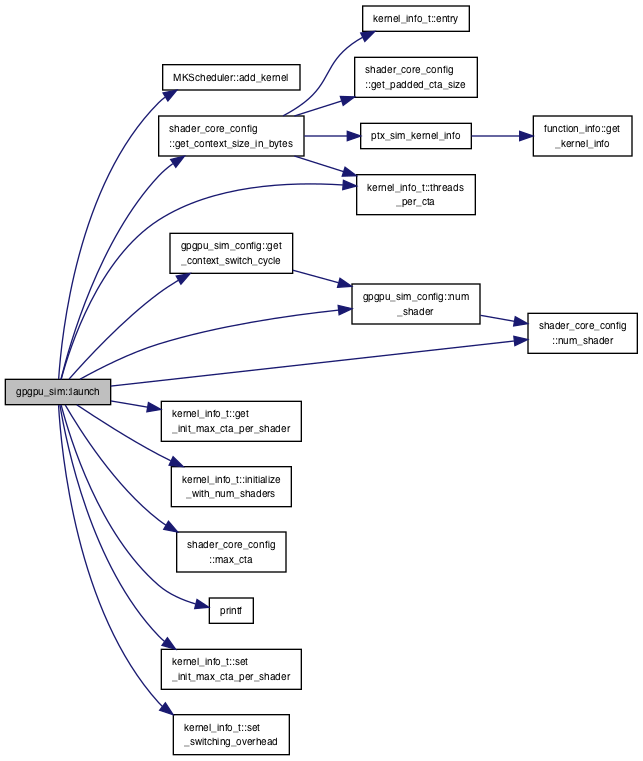 kernel_info_t::entry
shader_core_config
::get_padded_cta_size
MKScheduler::add_kernel
shader_core_config
::get_context_size_in_bytes
ptx_sim_kernel_info
function_info::get
_kernel_info
kernel_info_t::threads
_per_cta
gpgpu_sim_config::get
_context_switch_cycle
gpgpu_sim_config::num
_shader
shader_core_config
::num_shader
gpgpu_sim::launch
kernel_info_t::get
_init_max_cta_per_shader
kernel_info_t::initialize
_with_num_shaders
shader_core_config
::max_cta
printf
kernel_info_t::set
_init_max_cta_per_shader
kernel_info_t::set
_switching_overhead